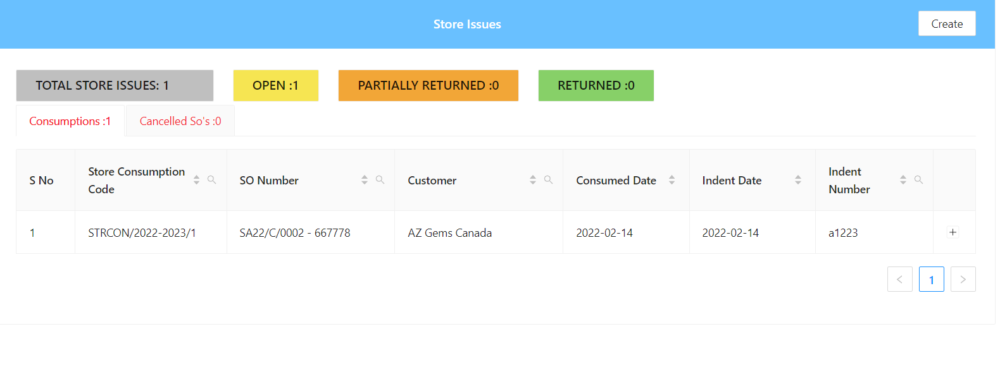 Store Issues
Create
TOTAL STORE ISSUES: 1
OPEN :1
PARTIALLY RETURNED :0
RETURNED :0
Consumptions :1
Cancelled So's :0
S No
Store Consumption
Code
SO Number
Customer
Consumed Date
Indent Date
Indent
Number
1
STRCON/2022-2023/1
SA22/C/0002 - 667778
AZ Gems Canada
2022-02-14
2022-02-14
a1223
+
< 1 >